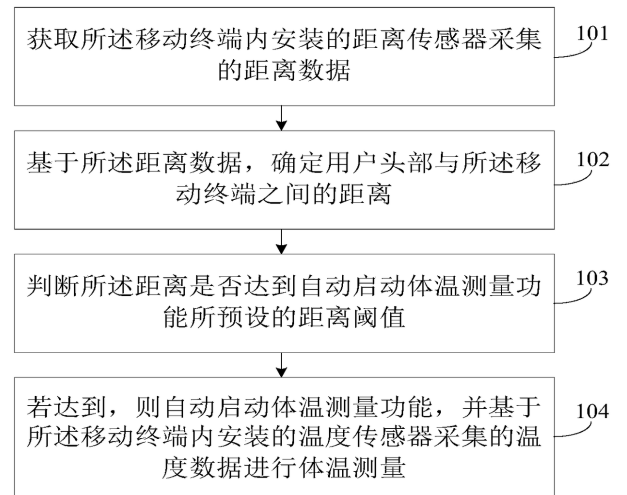 获取所述移动终端内安装的距离传感器采集
的距离数据
101
基于所述距离数据，确定用户头部与所述移
动终端之间的距离
102
判断所述距离是否达到自动启动体温测量功
能所预设的距离阈值
103
若达到，则自动启动体温测量功能，并基于
所述移动终端内安装的温度传感器采集的温
度数据进行体温测量
104